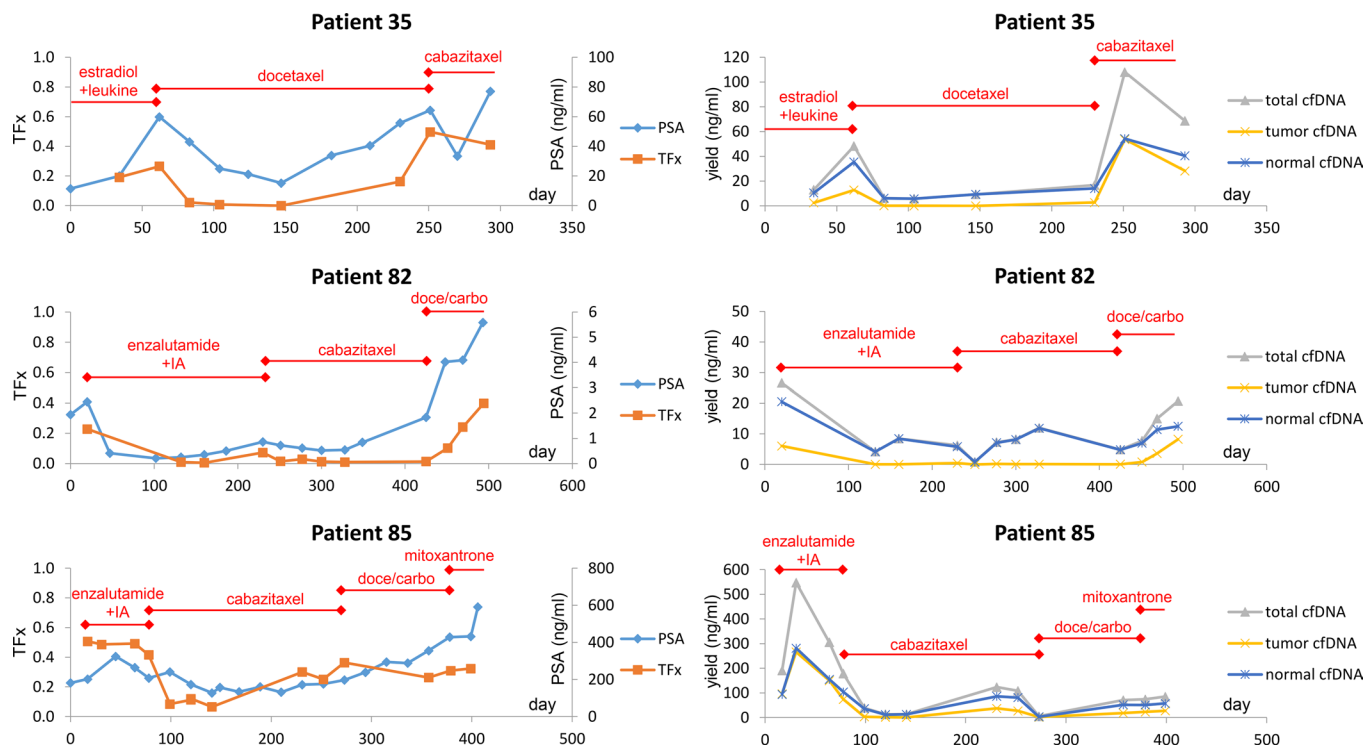 Patient 35
1.0
0.8
0.6
0.4
0.2
0.0
TFx
estradiol
+leukine
docetaxel
cabazitaxel
100
80
60
40
20
0
PSA (ng/ml)
day
0 50 100 150 200 250 300 350
PSA
TFx
Patient 35
120
100
80
60
40
20
0
yield (ng/ml)
estradiol
+leukine
docetaxel
cabazitaxel
day
0 50 100 150 200 250 300 350
total cfDNA
tumor cfDNA
normal cfDNA
Patient 82
1.0
0.8
0.6
0.4
0.2
0.0
TFx
enzalutamide
+IA
cabazitaxel
doce/carbo
6
5
4
3
2
1
0
PSA (ng/ml)
day
0 100 200 300 400 500 600
PSA
TFx
Patient 82
50
40
30
20
10
0
yield (ng/ml)
enzalutamide
+IA
cabazitaxel
doce/carbo
day
0 100 200 300 400 500 600
total cfDNA
tumor cfDNA
normal cfDNA
Patient 85
1.0
0.8
0.6
0.4
0.2
0.0
TFx
enzalutamide
+IA
cabazitaxel
doce/carbo
mitoxantrone
800
600
400
200
0
PSA (ng/ml)
day
0 100 200 300 400 500
PSA
TFx
Patient 85
600
500
400
300
200
100
0
yield (ng/ml)
enzalutamide
+IA
cabazitaxel
doce/carbo
mitoxantrone
day
0 100 200 300 400 500
total cfDNA
tumor cfDNA
normal cfDNA